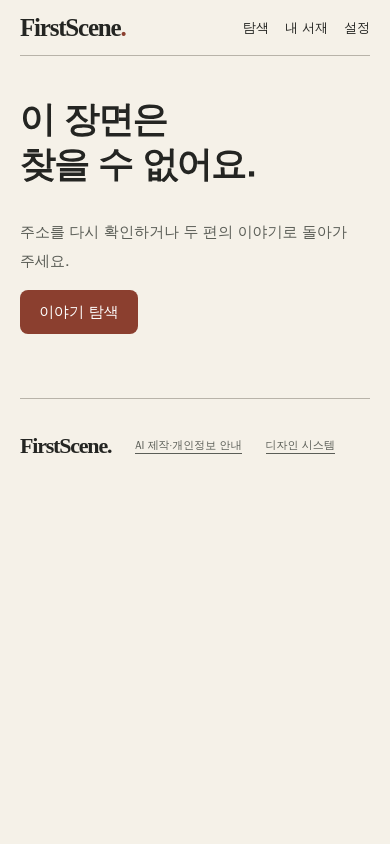 FirstScene.
탐색 내 서재 설정
이 장면은
찾을 수 없어요.
주소를 다시 확인하거나 두 편의 이야기로 돌아가
주세요.
이야기 탐색
FirstScene. AI 제작·개인정보 안내 디자인 시스템